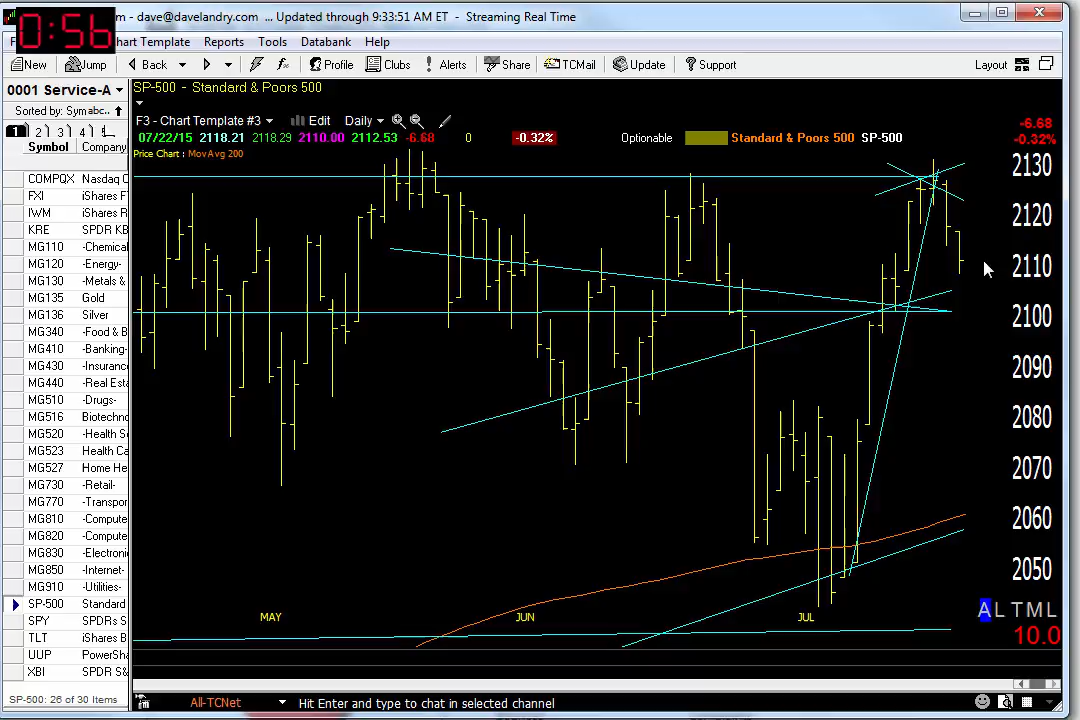 m - dave@davelandry.com ... Updated through 9:33:51 AM ET - Streaming Real Time
0:56
F hart Template Reports Tools Databank Help
New Jump Back Profile Clubs Alerts Share TCMail Update Support Layout
0001 Service-A
Sorted by: Symabc..
1 2 3 4
Symbol Company
SP-500 - Standard & Poors 500
F3 - Chart Template #3 Edit Daily
07/22/15 2118.21 2118.29 2110.00 2112.53 -6.68 0 -0.32% Optionable Standard & Poors 500 SP-500
Price Chart : MovAvg 200
-6.68
-0.32%
COMPQX Nasdaq C
FXI iShares F
IWM iShares R
KRE SPDR KB
MG110 -Chemical
MG120 -Energy-
MG130 -Metals &
MG135 Gold
MG136 Silver
MG340 -Food & B
MG410 -Banking-
MG430 -Insuranc
MG440 -Real Esta
MG510 -Drugs-
MG516 Biotechno
MG520 -Health S
MG523 Health Ca
MG527 Home He
MG730 -Retail-
MG770 -Transpor
MG810 -Compute
MG820 -Compute
MG830 -Electroni
MG850 -Internet-
MG910 -Utilities-
SP-500 Standard
SPY SPDRs S
TLT iShares B
UUP PowerSha
XBI SPDR S&
SP-500: 26 of 30 Items
2130
2120
2110
2100
2090
2080
2070
2060
2050
MAY JUN JUL
A L T M L
10.0
All-TCNet Hit Enter and type to chat in selected channel